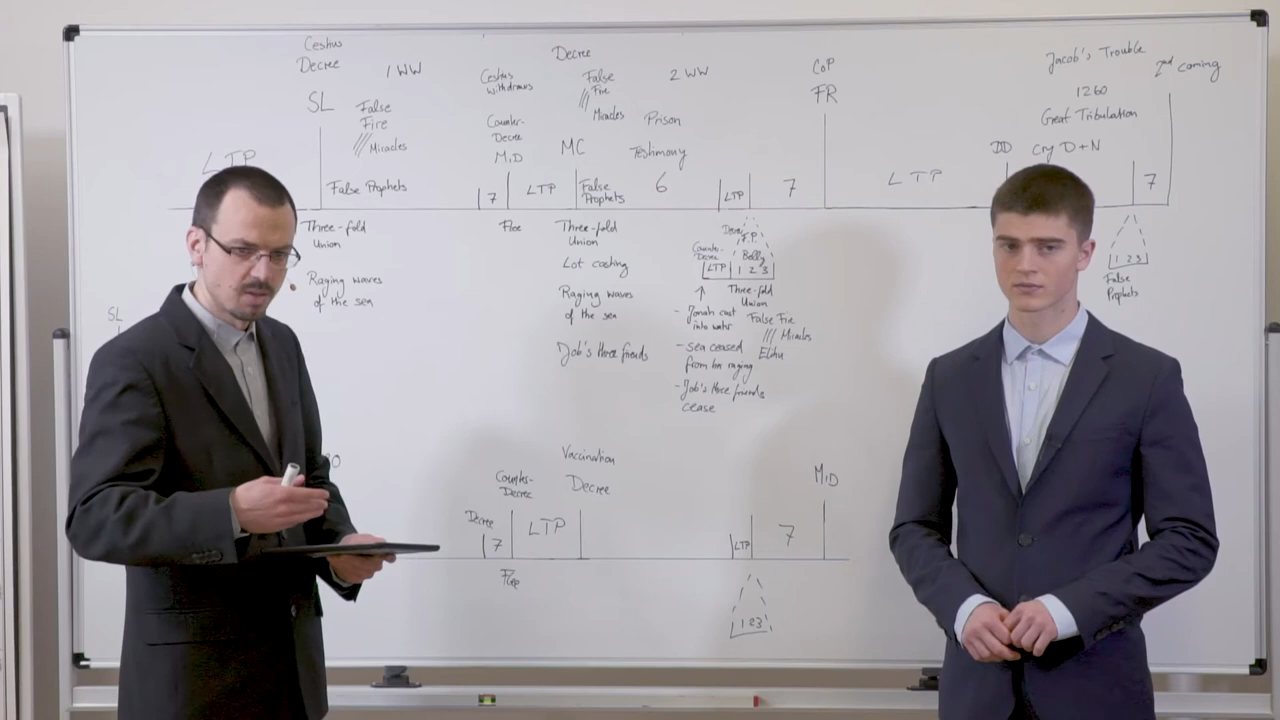 Cestius
Decree
1 WW
Cestius
withdraws
Decree
False
Fire
Miracles
2 WW
CoP
FR
Jacob's Trouble
2nd coming
1260
Great Tribulation
SL
False
Fire
Miracles
Counter-
Decree
MiD
MC
Prison
Testimony
DD
cry D+N
LTP
False Prophets
7
LTP
False
Prophets
6
LTP
7
LTP
7
Three-fold
Union
Flee
Three-fold
Union
Decree
F.P.
Counter-
Decree
Belly
LTP
1 2 3
1 2 3
False
Prophets
Lot casting
Raging waves
of the sea
Raging waves
of the sea
Three-fold
Union
- Jonah cast
into water
False Fire
Miracles
Elihu
SL
Job's three friends
- sea ceased
from her raging
- Job's three friends
cease
Vaccination
Decree
Counter-
Decree
MiD
Decree
7
LTP
LTP
7
1 2 3